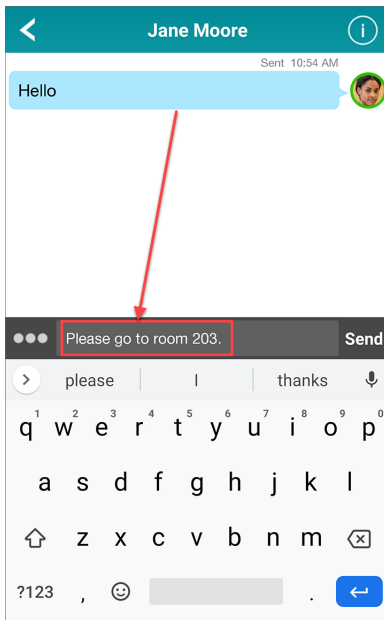 Jane Moore i
Sent 10:54 AM
Hello
Please go to room 203. Send
please I thanks
1 2 3 4 5 6 7 8 9 0
q w e r t y u i o p
a s d f g h j k l
z x c v b n m
?123 , .